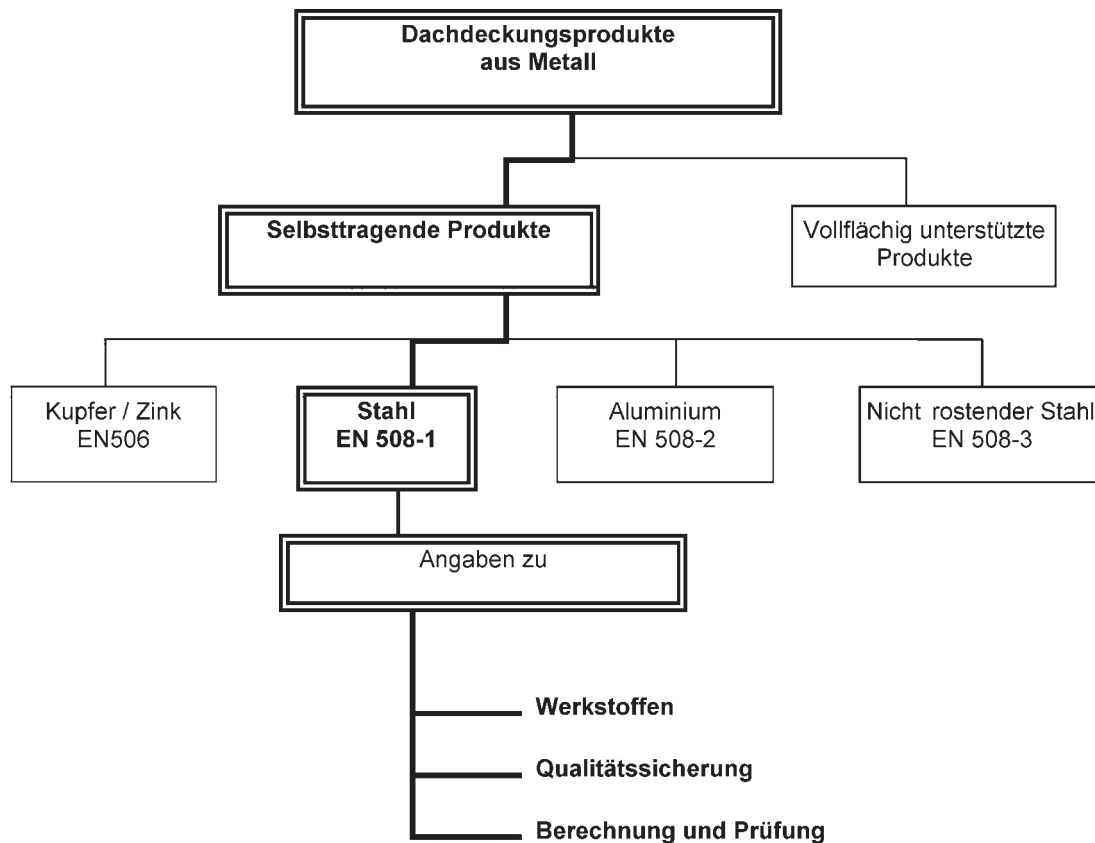 Dachdeckungsprodukte
aus Metall
Selbsttragende Produkte
Vollflächig unterstützte
Produkte
Kupfer / Zink
EN506
Stahl
EN 508-1
Aluminium
EN 508-2
Nicht rostender Stahl
EN 508-3
Angaben zu
Werkstoffen
Qualitätssicherung
Berechnung und Prüfung